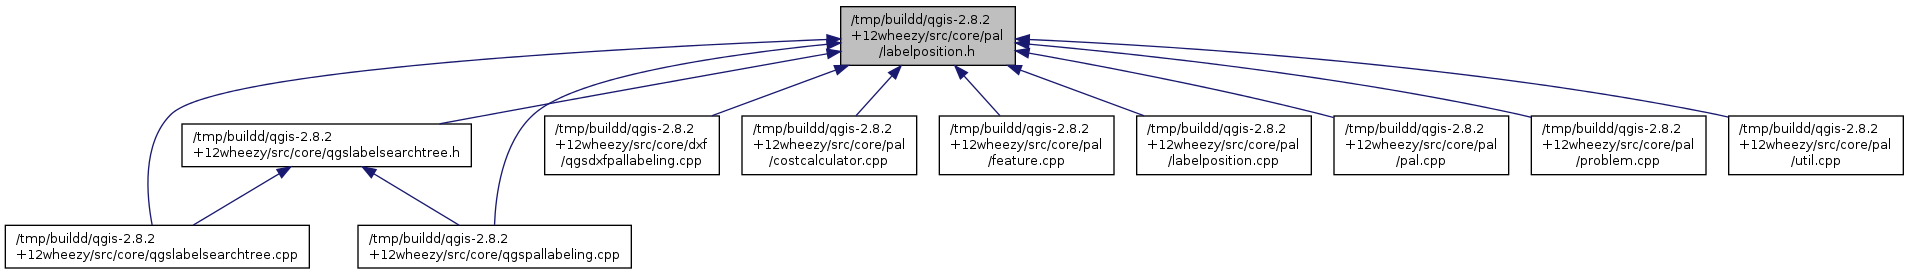 /tmp/buildd/qgis-2.8.2
+12wheezy/src/core/pal
/labelposition.h
/tmp/buildd/qgis-2.8.2
+12wheezy/src/core/qgslabelsearchtree.h
/tmp/buildd/qgis-2.8.2
+12wheezy/src/core/dxf
/qgsdxfpallabeling.cpp
/tmp/buildd/qgis-2.8.2
+12wheezy/src/core/pal
/costcalculator.cpp
/tmp/buildd/qgis-2.8.2
+12wheezy/src/core/pal
/feature.cpp
/tmp/buildd/qgis-2.8.2
+12wheezy/src/core/pal
/labelposition.cpp
/tmp/buildd/qgis-2.8.2
+12wheezy/src/core/pal
/pal.cpp
/tmp/buildd/qgis-2.8.2
+12wheezy/src/core/pal
/problem.cpp
/tmp/buildd/qgis-2.8.2
+12wheezy/src/core/pal
/util.cpp
/tmp/buildd/qgis-2.8.2
+12wheezy/src/core/qgslabelsearchtree.cpp
/tmp/buildd/qgis-2.8.2
+12wheezy/src/core/qgspallabeling.cpp